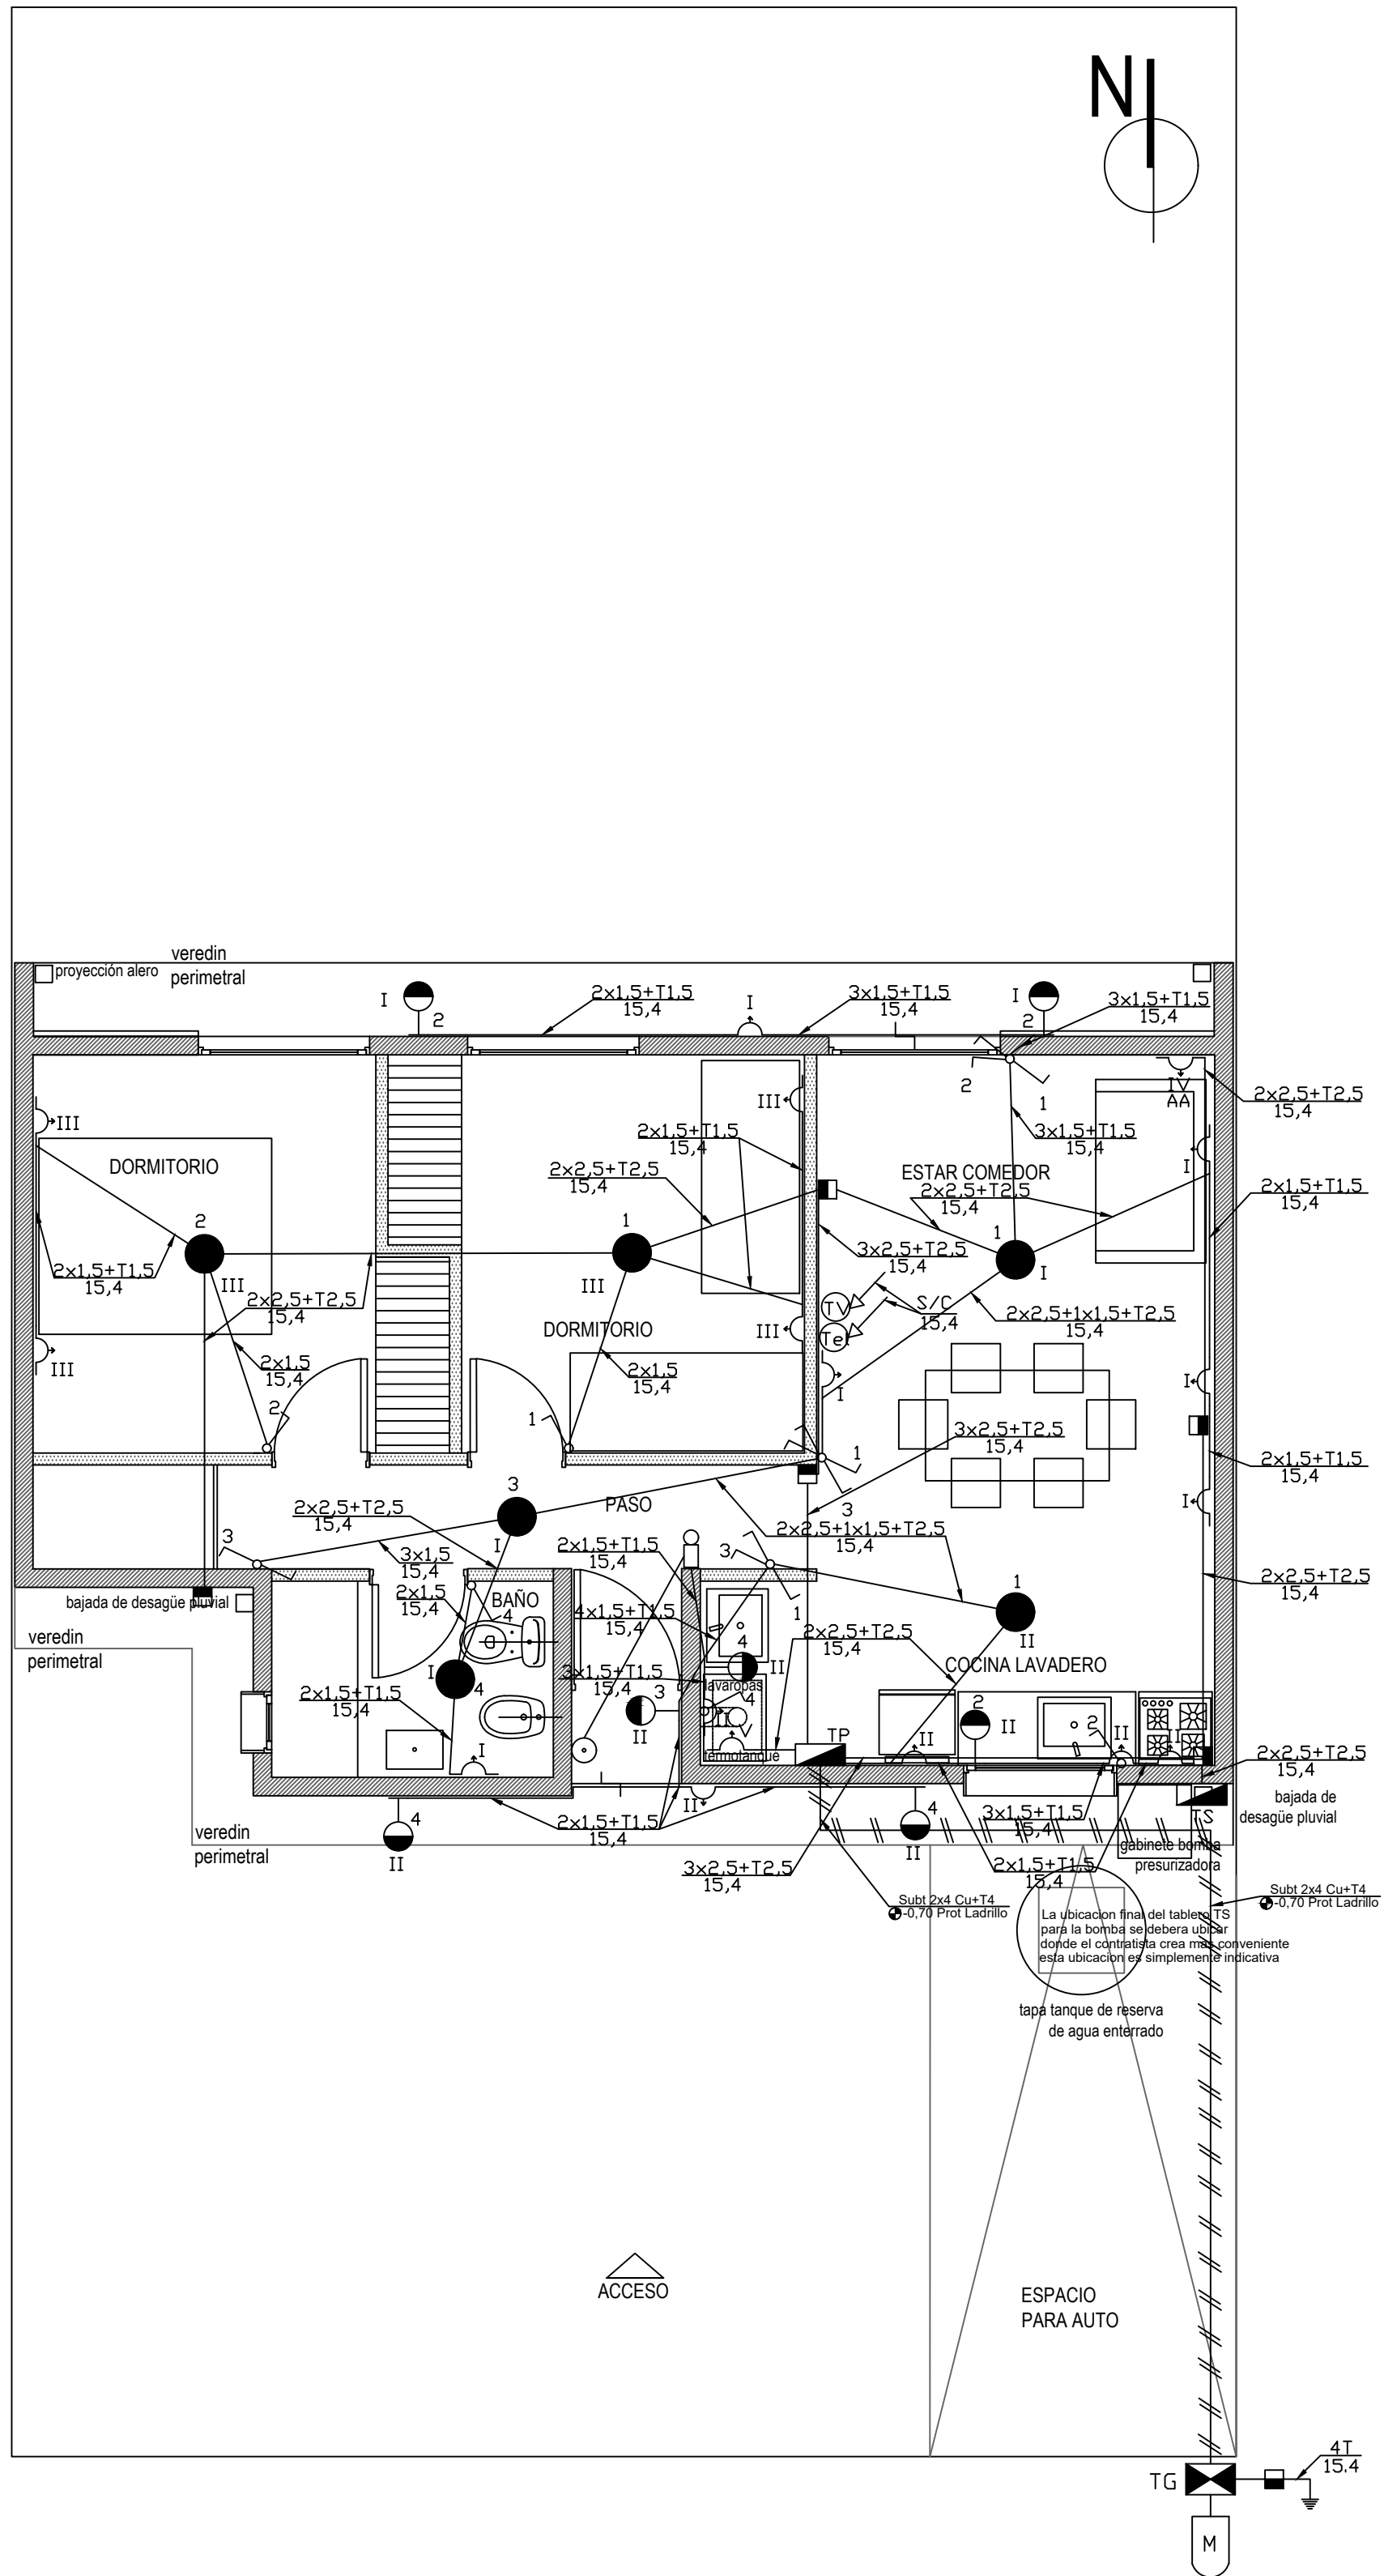 N
veredin
perimetral
proyección alero
I
2
2x1,5+T1,5
15,4
I
3x1,5+T1,5
15,4
I
2
3x1,5+T1,5
15,4
2
1
IV
AA
2x2,5+T2,5
15,4
III
III
2x1,5+T1,5
15,4
3x1,5+T1,5
15,4
I
DORMITORIO
2x2,5+T2,5
15,4
ESTAR COMEDOR
2x2,5+T2,5
15,4
2x1,5+T1,5
15,4
2
III
1
III
1
I
3x2,5+T2,5
15,4
2x1,5+T1,5
15,4
2x2,5+T2,5
15,4
TV
S/C
15,4
2x2,5+1x1,5+T2,5
15,4
Tel
DORMITORIO
III
III
2x1,5
15,4
2x1,5
15,4
I
I
2
1
3x2,5+T2,5
15,4
1
2x1,5+T1,5
15,4
I
3
I
PASO
3
2x2,5+T2,5
15,4
2x2,5+1x1,5+T2,5
15,4
3
3x1,5
15,4
2x1,5+T1,5
15,4
3
1
2x2,5+T2,5
15,4
bajada de desagüe pluvial
2x1,5
15,4
BAÑO
4
4x1,5+T1,5
15,4
1
II
2x2,5+T2,5
15,4
veredin
perimetral
COCINA LAVADERO
I
4
4
II
3x1,5+T1,5
15,4
lavaropas
2x1,5+T1,5
15,4
3
II
4
II
2
II
2
II
II
II
I
termotanque
TP
2x2,5+T2,5
15,4
bajada de
desagüe pluvial
II
4
II
2x1,5+T1,5
15,4
4
II
3x1,5+T1,5
15,4
TS
veredin
perimetral
gabinete bomba
presurizadora
3x2,5+T2,5
15,4
2x1,5+T1,5
15,4
Subt 2x4 Cu+T4
-0,70 Prot Ladrillo
Subt 2x4 Cu+T4
-0,70 Prot Ladrillo
La ubicacion final del tablero TS
para la bomba se debera ubicar
donde el contratista crea mas conveniente
esta ubicacion es simplemente indicativa
tapa tanque de reserva
de agua enterrado
ACCESO
ESPACIO
PARA AUTO
4T
15.4
TG
M